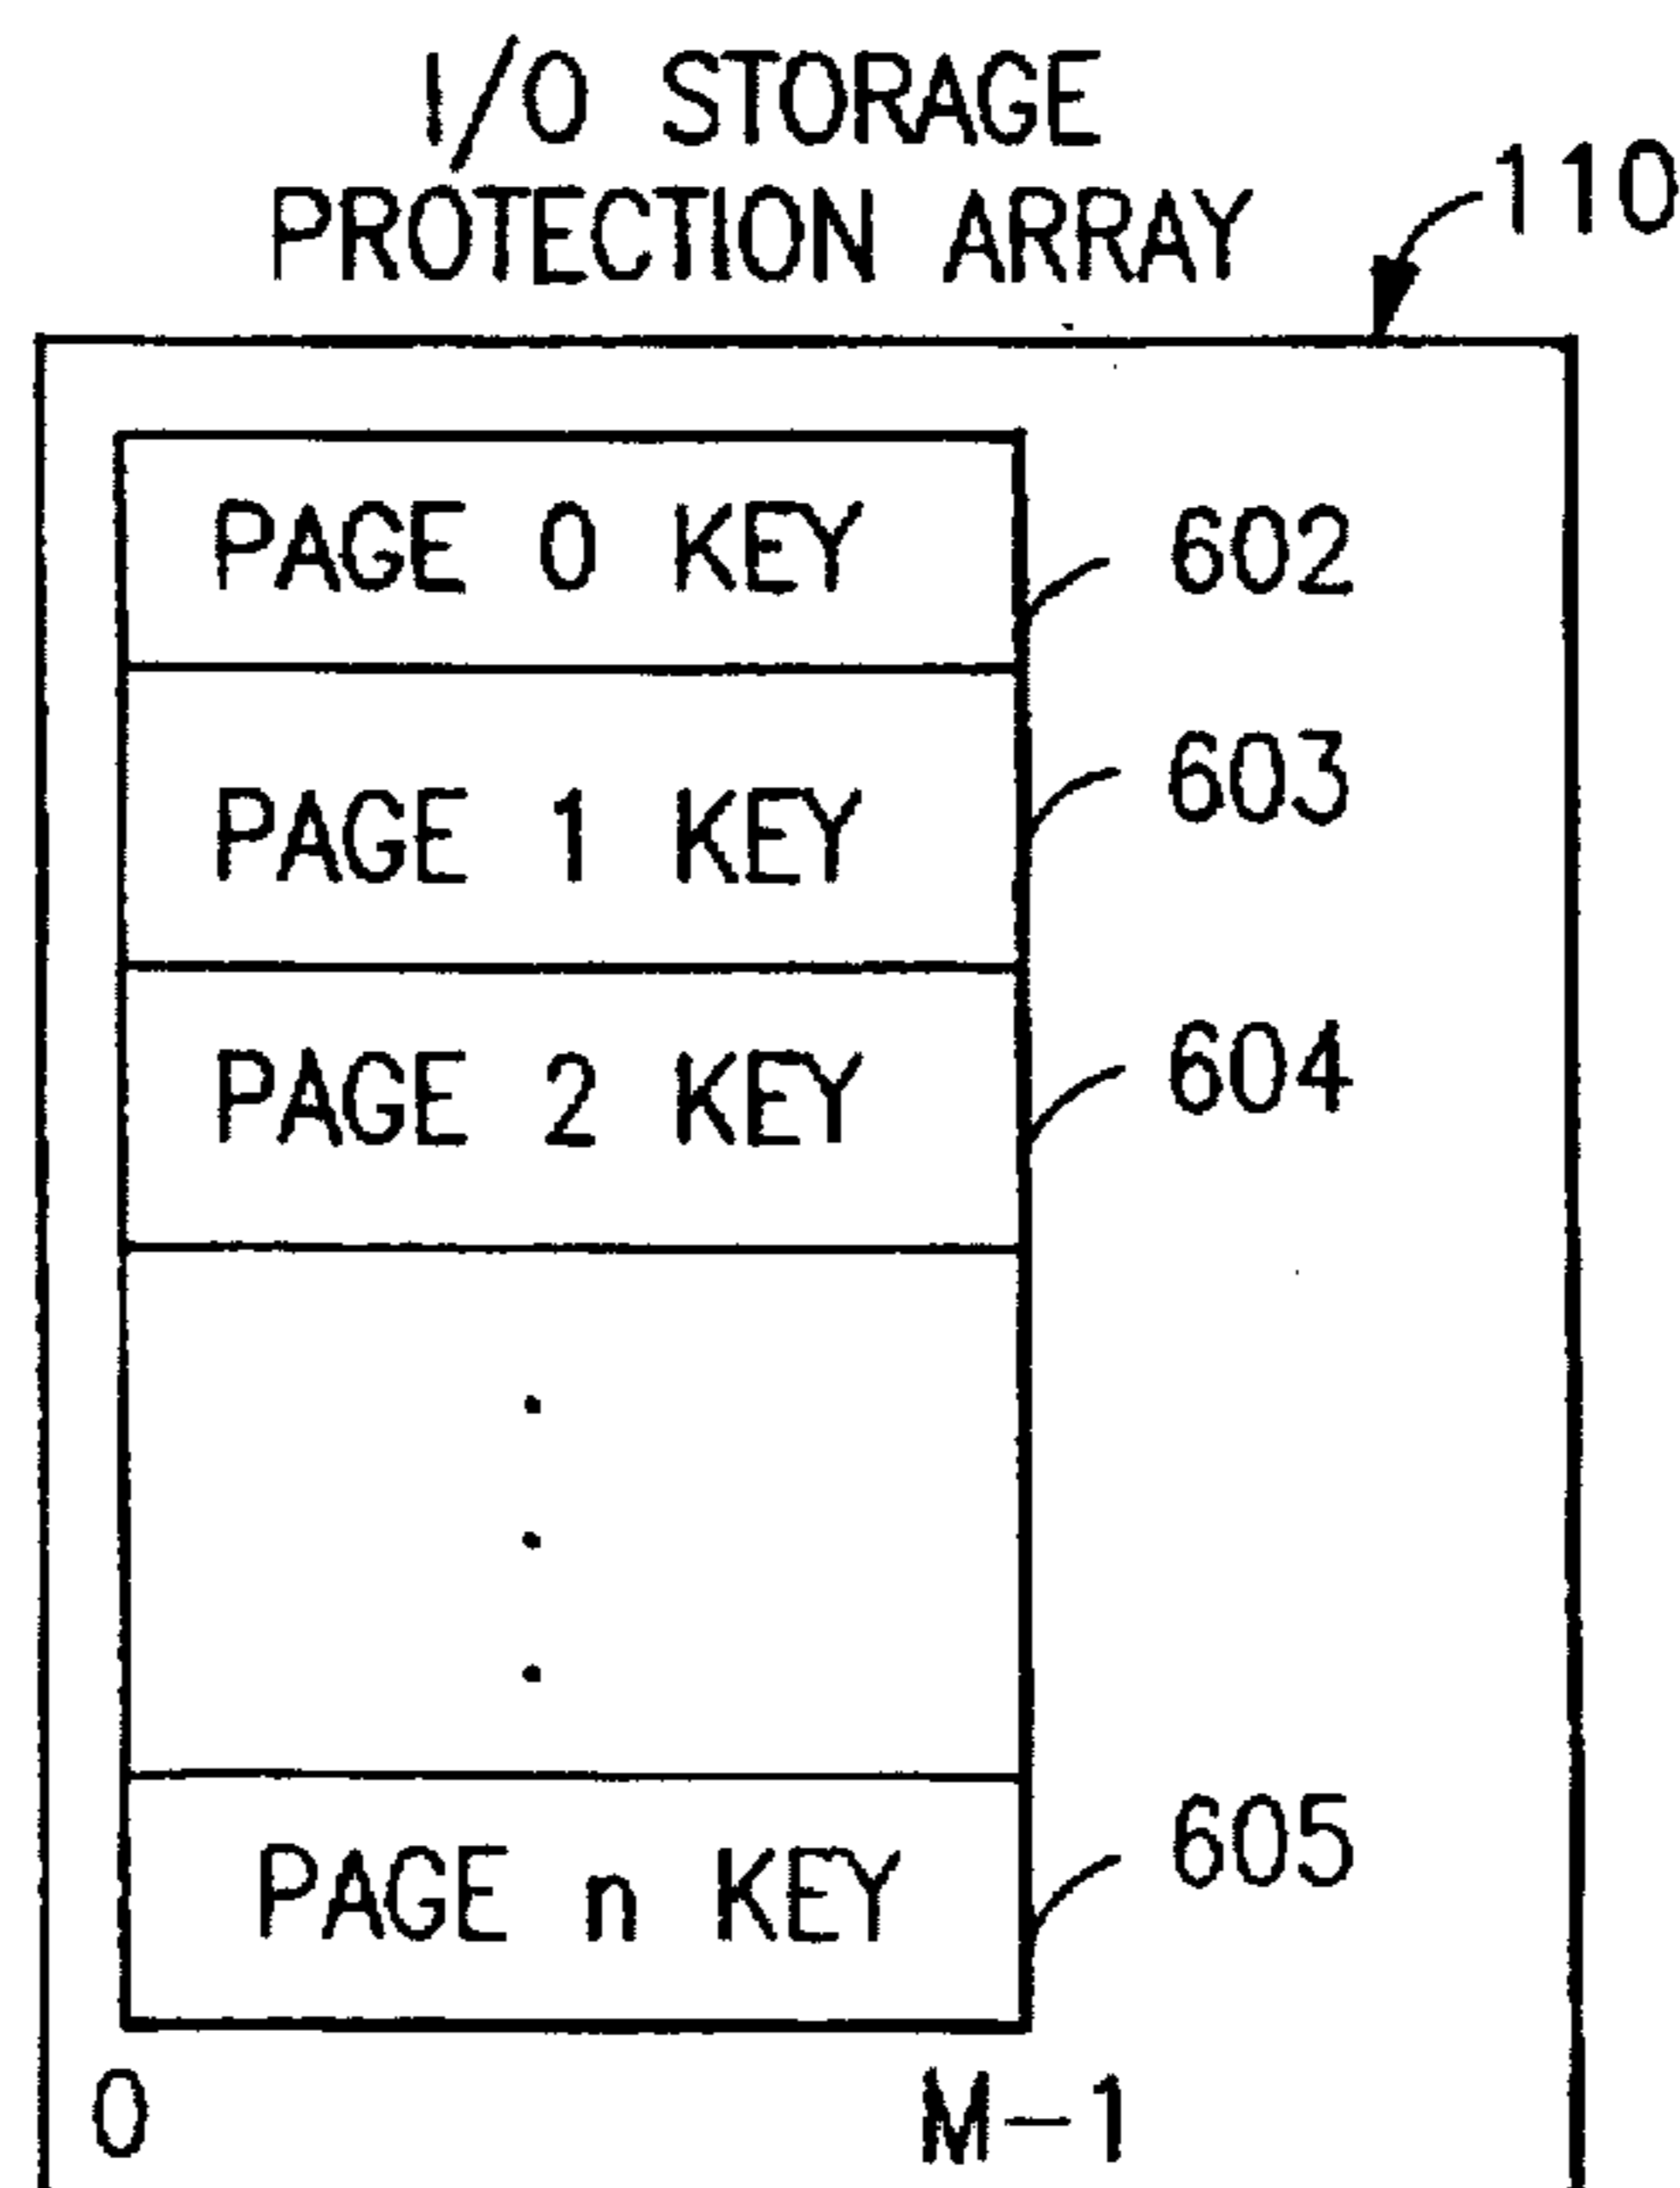 I/O STORAGE
PROTECTION ARRAY
110
PAGE 0 KEY
602
PAGE 1 KEY
603
PAGE 2 KEY
604
PAGE n KEY
605
0
M-1